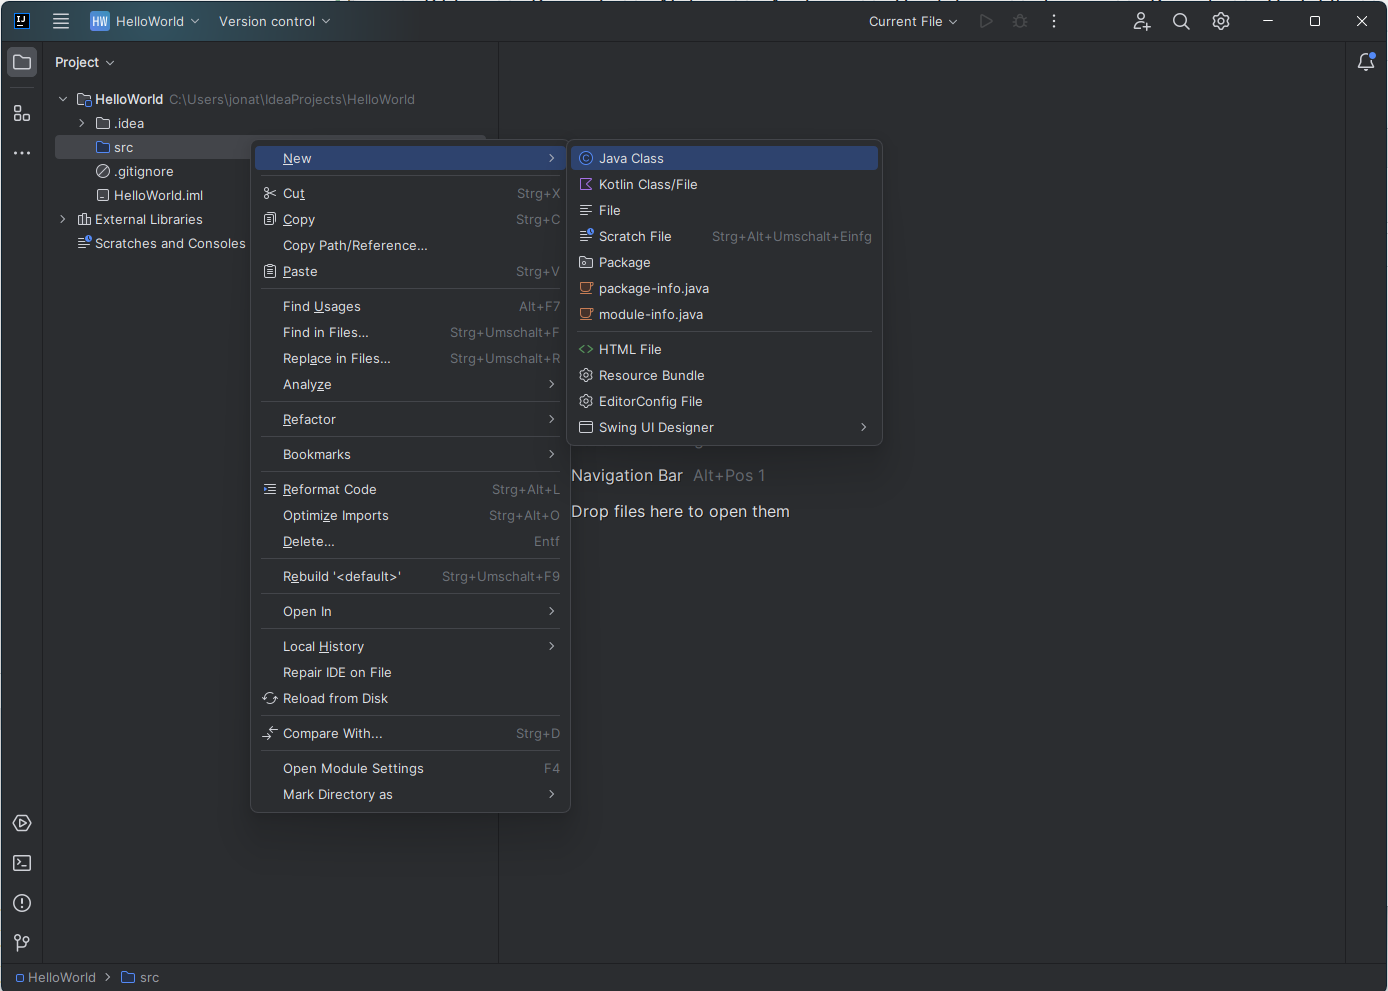 IJ HW HelloWorld Version control Current File
Project
HelloWorld C:\Users\jonat\IdeaProjects\HelloWorld
.idea
src
.gitignore
HelloWorld.iml
External Libraries
Scratches and Consoles
New
Cut Strg+X
Copy Strg+C
Copy Path/Reference...
Paste Strg+V
Find Usages Alt+F7
Find in Files... Strg+Umschalt+F
Replace in Files... Strg+Umschalt+R
Analyze
Refactor
Bookmarks
Reformat Code Strg+Alt+L
Optimize Imports Strg+Alt+O
Delete... Entf
Rebuild '<default>' Strg+Umschalt+F9
Open In
Local History
Repair IDE on File
Reload from Disk
Compare With... Strg+D
Open Module Settings F4
Mark Directory as
Java Class
Kotlin Class/File
File
Scratch File Strg+Alt+Umschalt+Einfg
Package
package-info.java
module-info.java
HTML File
Resource Bundle
EditorConfig File
Swing UI Designer
Navigation Bar Alt+Pos 1
Drop files here to open them
HelloWorld src